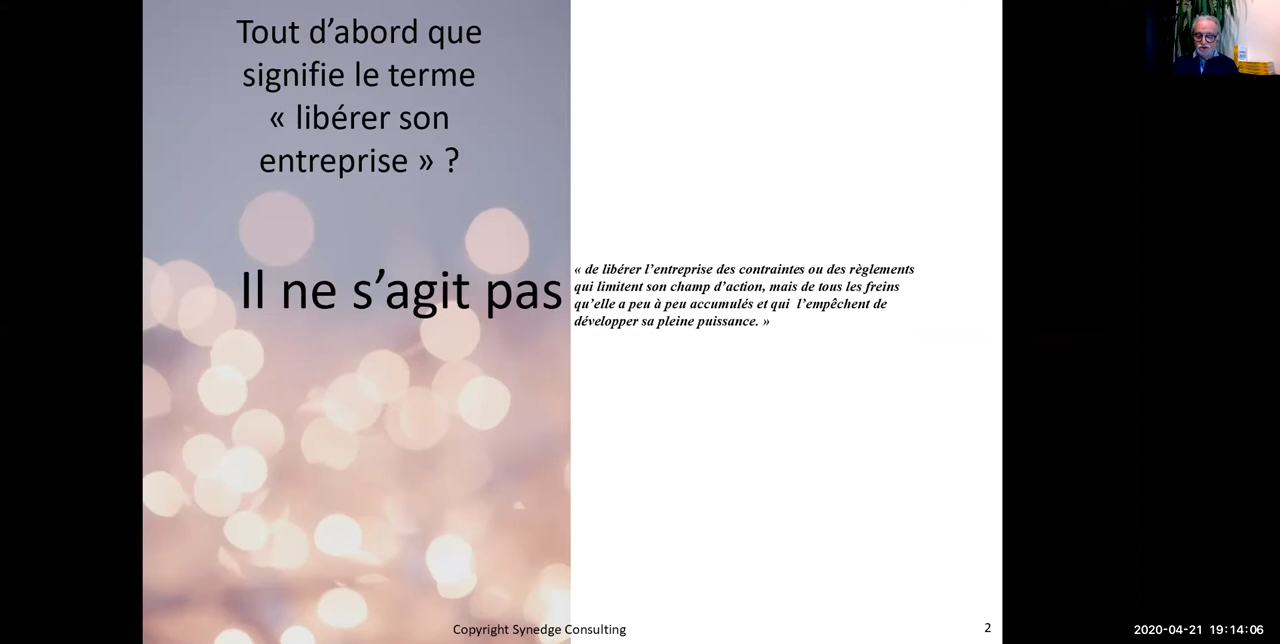 Tout d’abord que
signifie le terme
« libérer son
entreprise » ?
Il ne s’agit pas
« de libérer l’entreprise des contraintes ou des règlements
qui limitent son champ d’action, mais de tous les freins
qu’elle a peu à peu accumulés et qui  l’empêchent de
développer sa pleine puissance. »
Copyright Synedge Consulting
2
2020-04-21 19:14:06